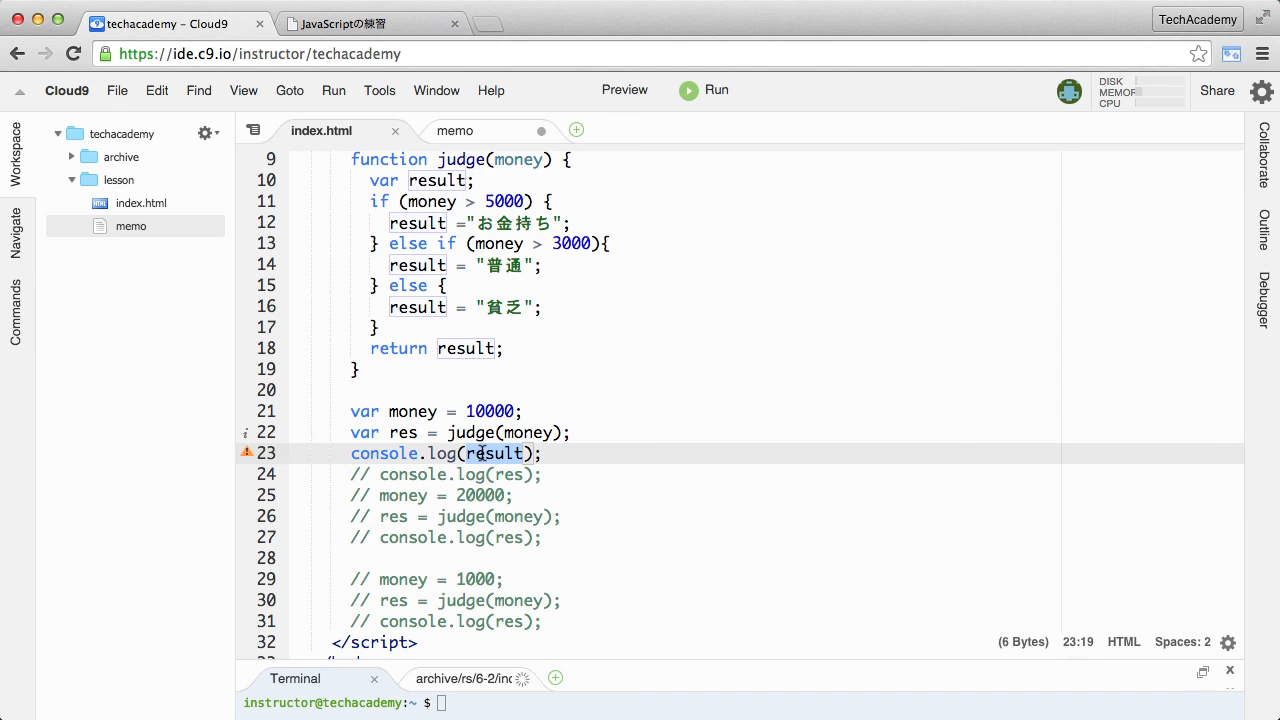 techacademy – Cloud9
JavaScriptの練習
TechAcademy
https://ide.c9.io/instructor/techacademy
Cloud9 File Edit Find View Goto Run Tools Window Help Preview Run DISK MEMOR CPU Share
Workspace
Navigate
Commands
techacademy
archive
lesson
index.html
memo
index.html memo
9 function judge(money) {
10 var result;
11 if (money > 5000) {
12 result ="お金持ち";
13 } else if (money > 3000){
14 result = "普通";
15 } else {
16 result = "貧乏";
17 }
18 return result;
19 }
20
21 var money = 10000;
22 var res = judge(money);
23 console.log(result);
24 // console.log(res);
25 // money = 20000;
26 // res = judge(money);
27 // console.log(res);
28
29 // money = 1000;
30 // res = judge(money);
31 // console.log(res);
32 </script>
(6 Bytes) 23:19 HTML Spaces: 2
Collaborate
Outline
Debugger
Terminal archive/rs/6-2/in
instructor@techacademy:~ $